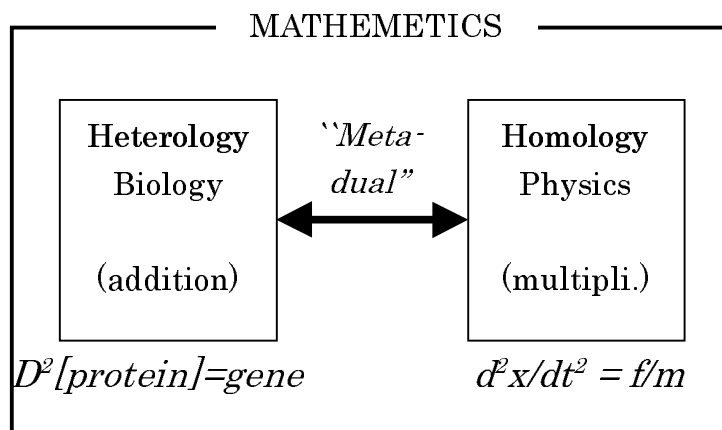 MATHEMETICS
Heterology
Biology
(addition)
``Meta-
dual”
Homology
Physics
(multipli.)
D²[protein]=gene
d²x/dt² = f/m